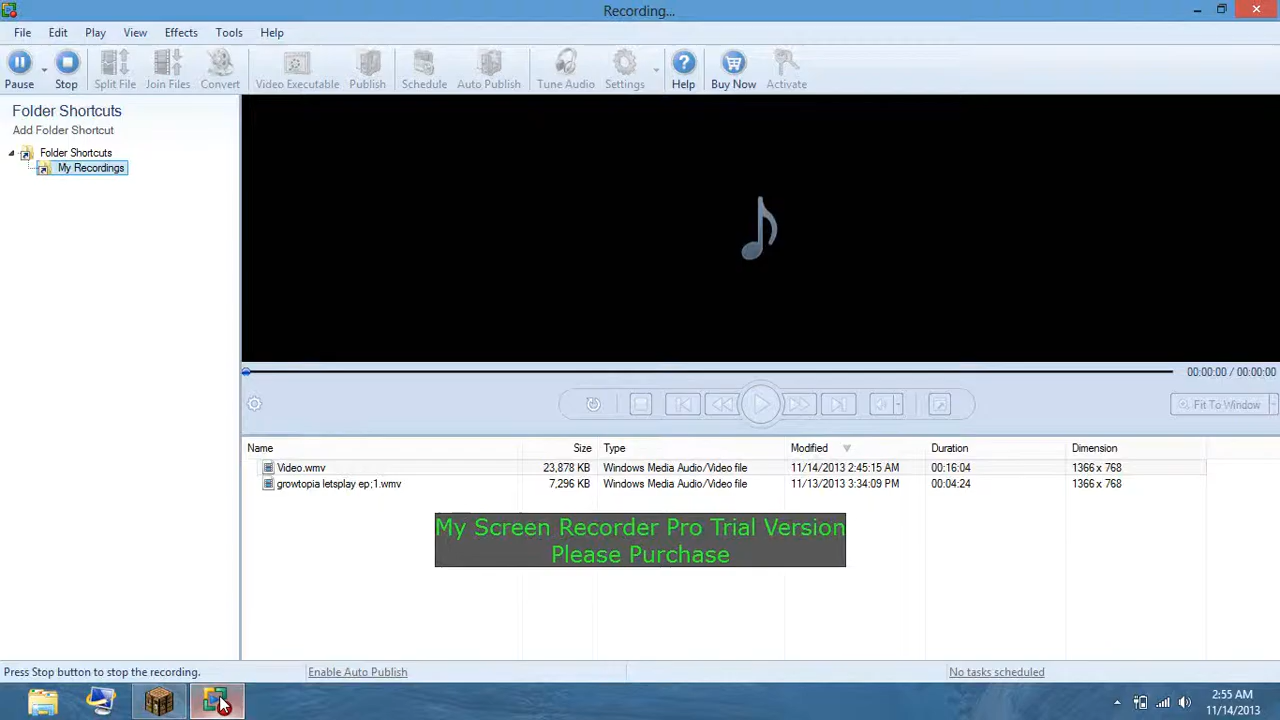 Recording...
File Edit Play View Effects Tools Help
Pause Stop Split File Join Files Convert Video Executable Publish Schedule Auto Publish Tune Audio Settings Help Buy Now Activate
Folder Shortcuts
Add Folder Shortcut
Folder Shortcuts
My Recordings
00:00:00 / 00:00:00
Fit To Window
Name Size Type Modified Duration Dimension
Video.wmv 23,878 KB Windows Media Audio/Video file 11/14/2013 2:45:15 AM 00:16:04 1366 x 768
growtopia letsplay ep;1.wmv 7,296 KB Windows Media Audio/Video file 11/13/2013 3:34:09 PM 00:04:24 1366 x 768
My Screen Recorder Pro Trial Version
Please Purchase
Press Stop button to stop the recording. Enable Auto Publish No tasks scheduled
2:55 AM
11/14/2013